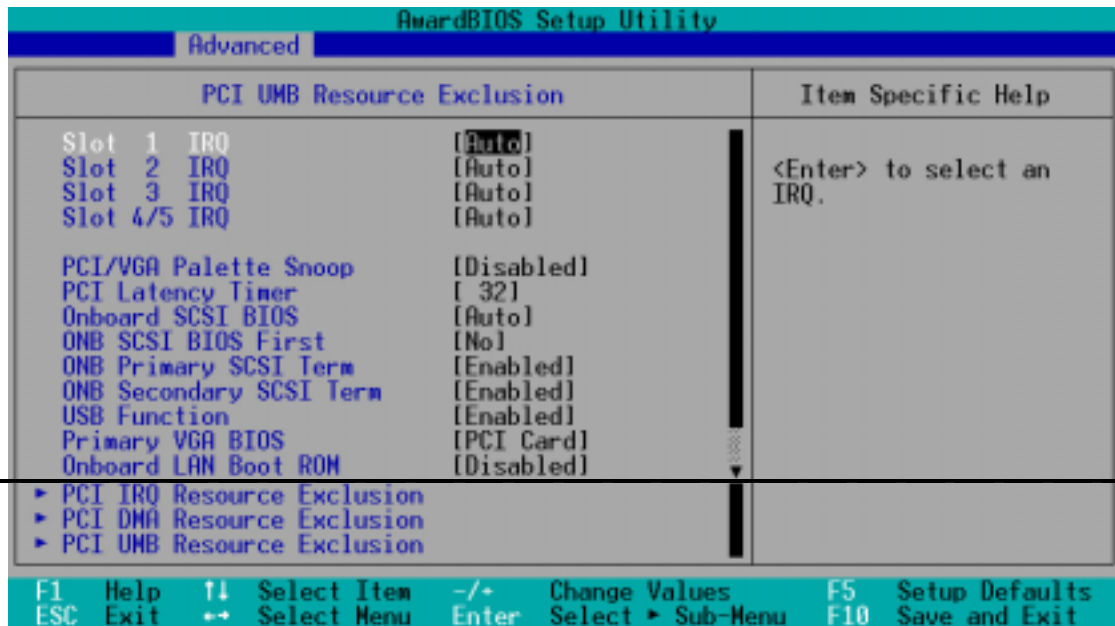 AwardBIOS Setup Utility
Advanced
PCI UMB Resource Exclusion
Item Specific Help
Slot 1 IRQ [Auto]
Slot 2 IRQ [Auto]
Slot 3 IRQ [Auto]
Slot 4/5 IRQ [Auto]
<Enter> to select an
IRQ.
PCI/VGA Palette Snoop [Disabled]
PCI Latency Timer [ 32]
Onboard SCSI BIOS [Auto]
ONB SCSI BIOS First [No]
ONB Primary SCSI Term [Enabled]
ONB Secondary SCSI Term [Enabled]
USB Function [Enabled]
Primary VGA BIOS [PCI Card]
Onboard LAN Boot ROM [Disabled]
► PCI IRQ Resource Exclusion
► PCI DMA Resource Exclusion
► PCI UMB Resource Exclusion
F1 Help ↑↓ Select Item -/+ Change Values F5 Setup Defaults
ESC Exit ←→ Select Menu Enter Select ► Sub-Menu F10 Save and Exit